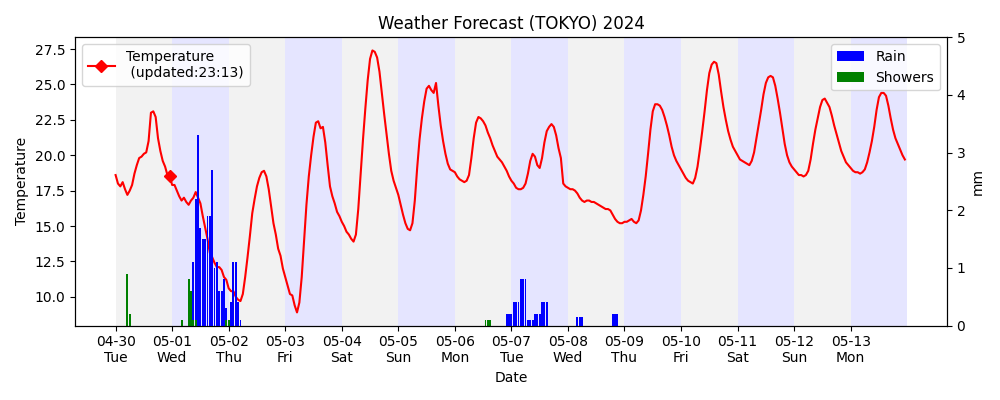 Weather Forecast (TOKYO) 2024
Temperature
(updated:23:13)
Rain
Showers
Temperature
27.5
25.0
22.5
20.0
17.5
15.0
12.5
10.0
5
4
3
2
1
0
mm
04-30 05-01 05-02 05-03 05-04 05-05 05-06 05-07 05-08 05-09 05-10 05-11 05-12 05-13
Tue Wed Thu Fri Sat Sun Mon Tue Wed Thu Fri Sat Sun Mon
Date